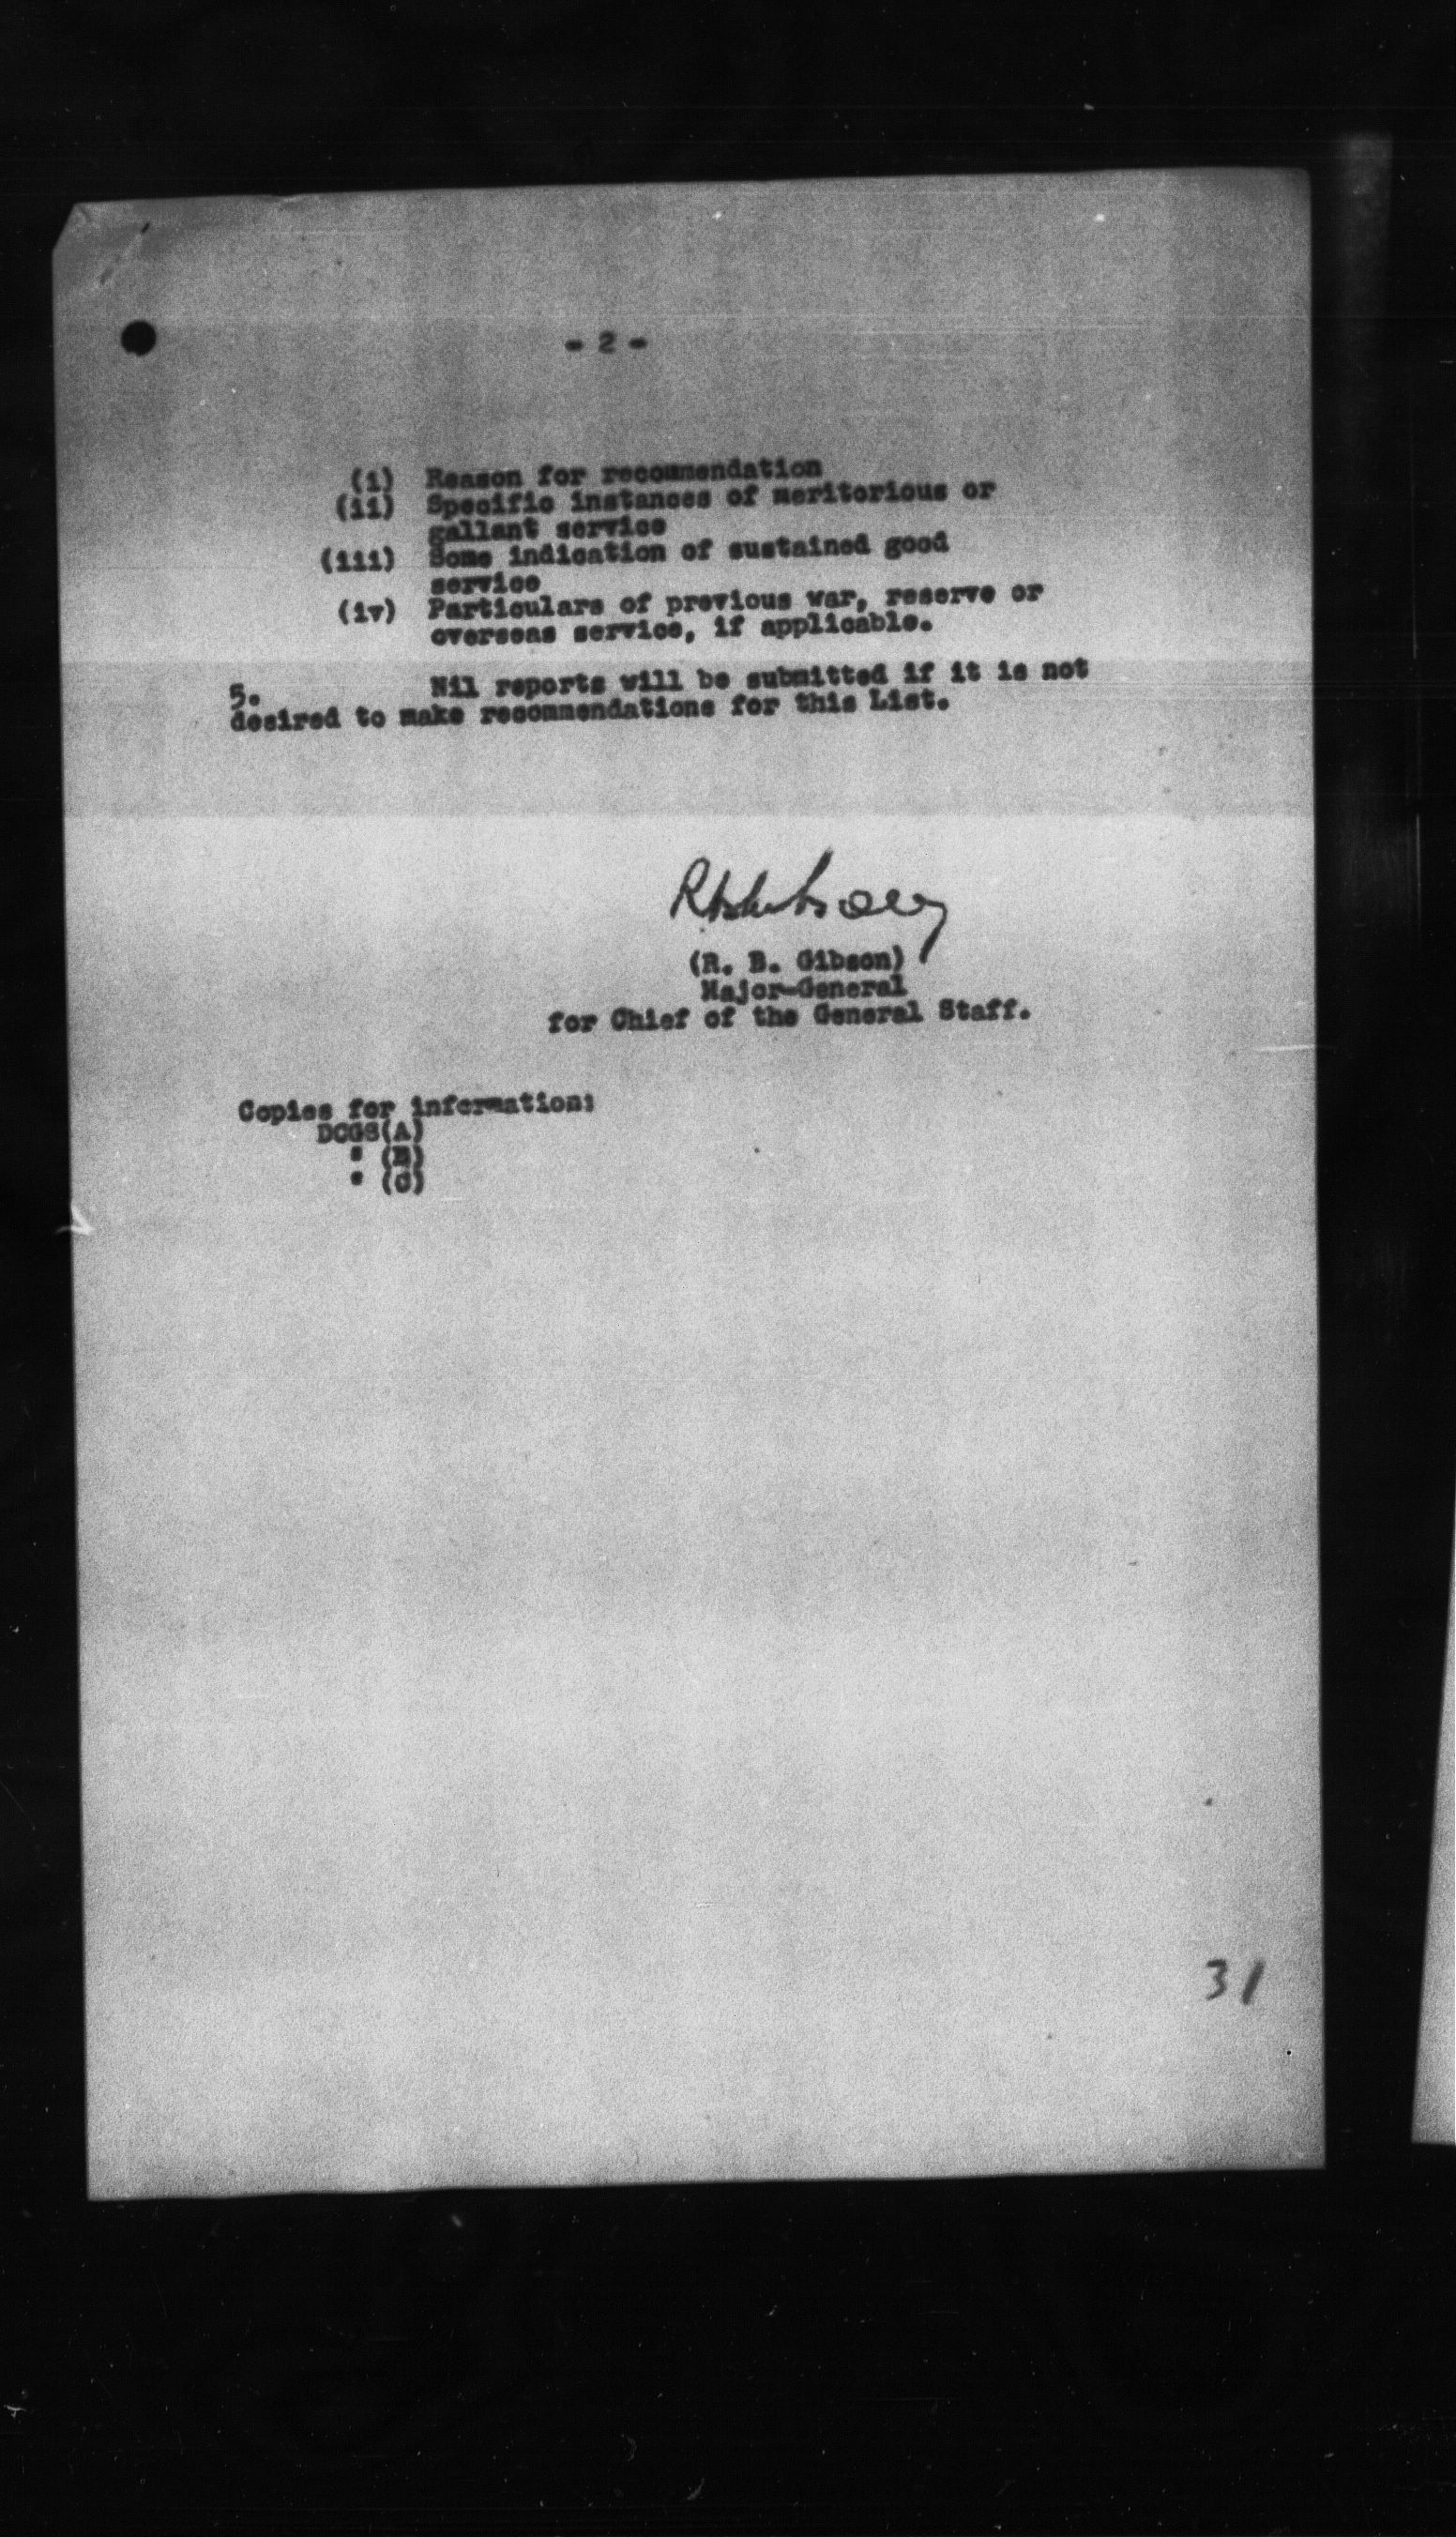 - 2 -
(i) Reason for recommendation
(ii) Specific instances of meritorious or
gallant service
(iii) Some indication of sustained good
service
(iv) Particulars of previous war, reserve or
overseas service, if applicable.
5. Nil reports will be submitted if it is not
desired to make recommendations for this List.
(R. B. Gibson)
Major-General
for Chief of the General Staff.
Copies for information:
DCGS(A)
" (B)
" (C)
31